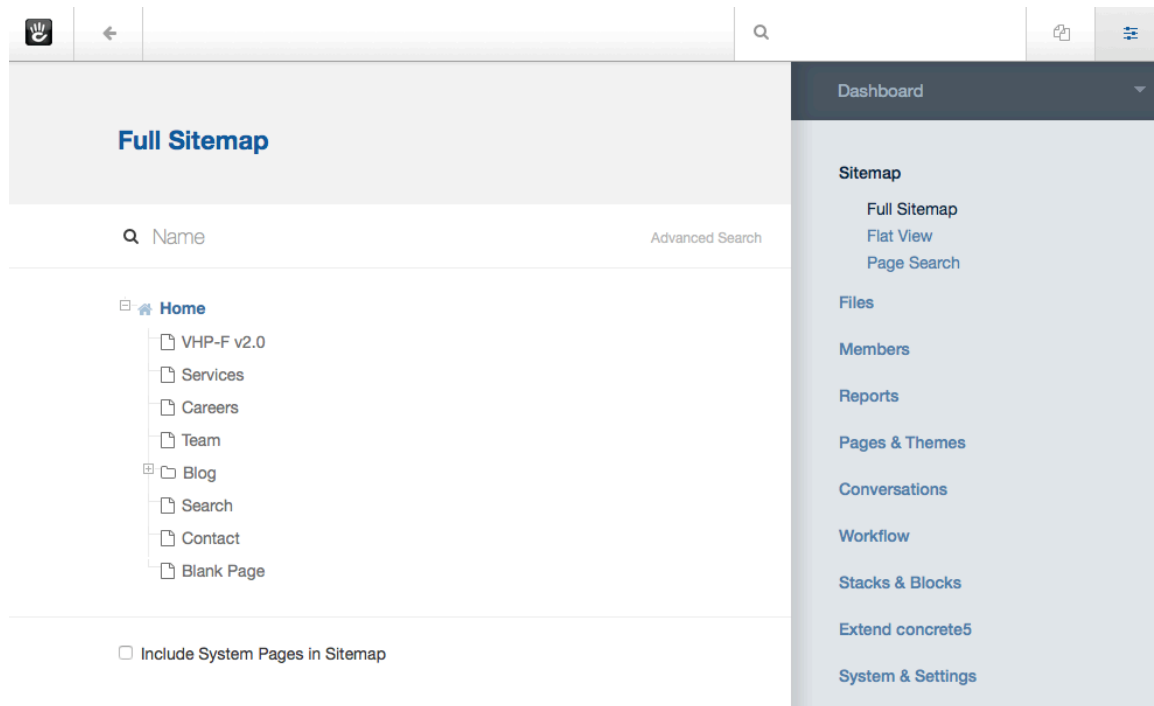 Full Sitemap
Name
Advanced Search
Home
VHP-F v2.0
Services
Careers
Team
Blog
Search
Contact
Blank Page
Include System Pages in Sitemap
Dashboard
Sitemap
Full Sitemap
Flat View
Page Search
Files
Members
Reports
Pages & Themes
Conversations
Workflow
Stacks & Blocks
Extend concrete5
System & Settings